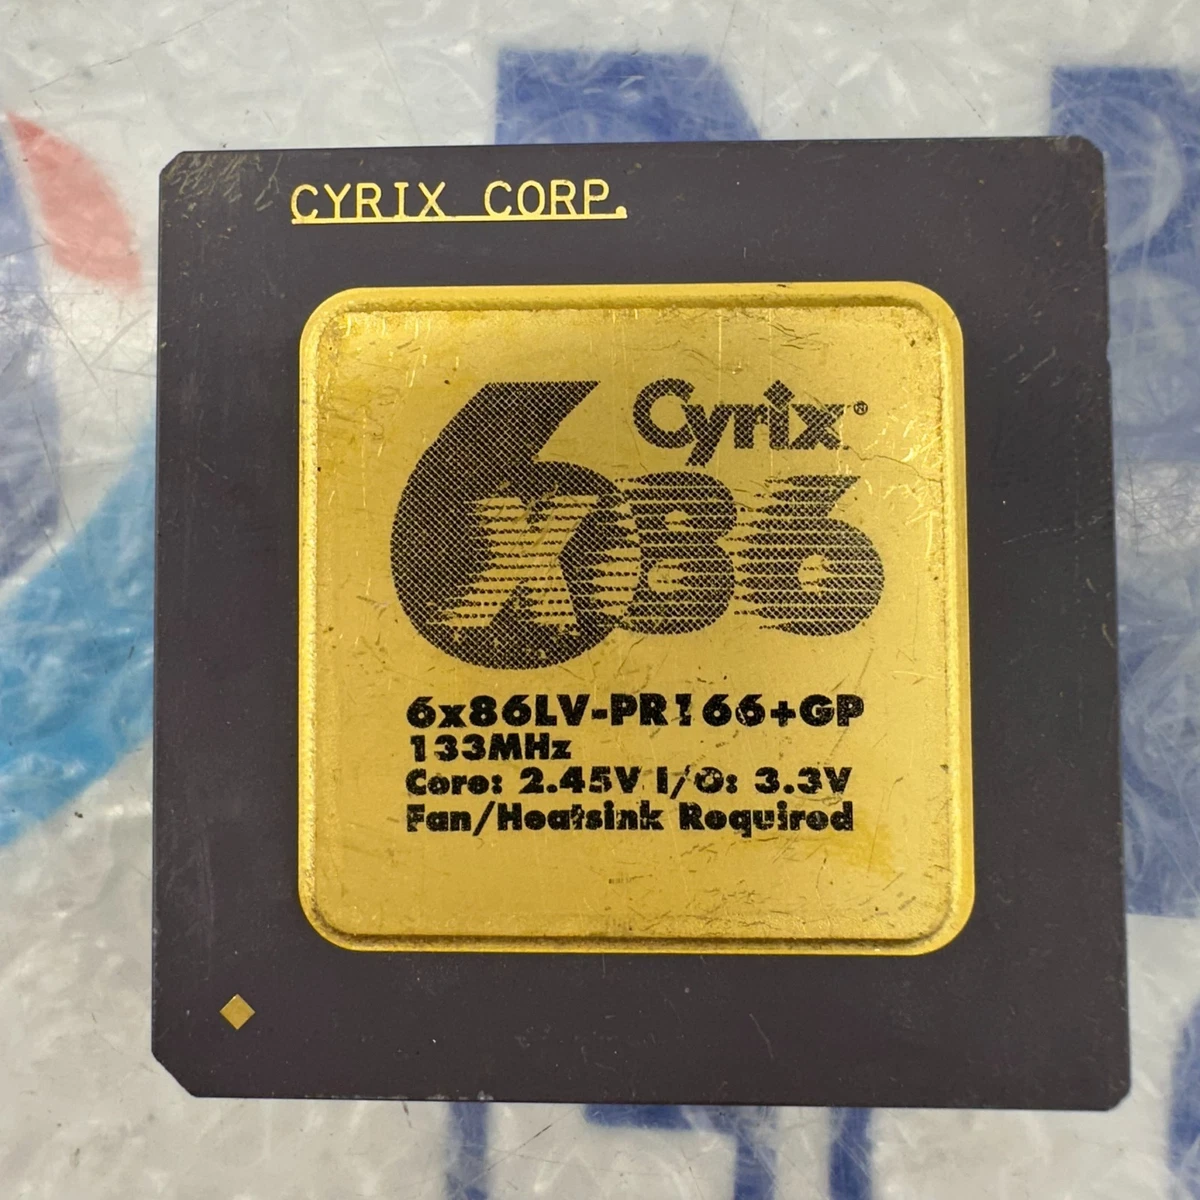 CYRIX CORP.
Cyrix®
6x86
6x86LV-PR166+GP
133MHz
Core: 2.45V I/O: 3.3V
Fan/Heatsink Required